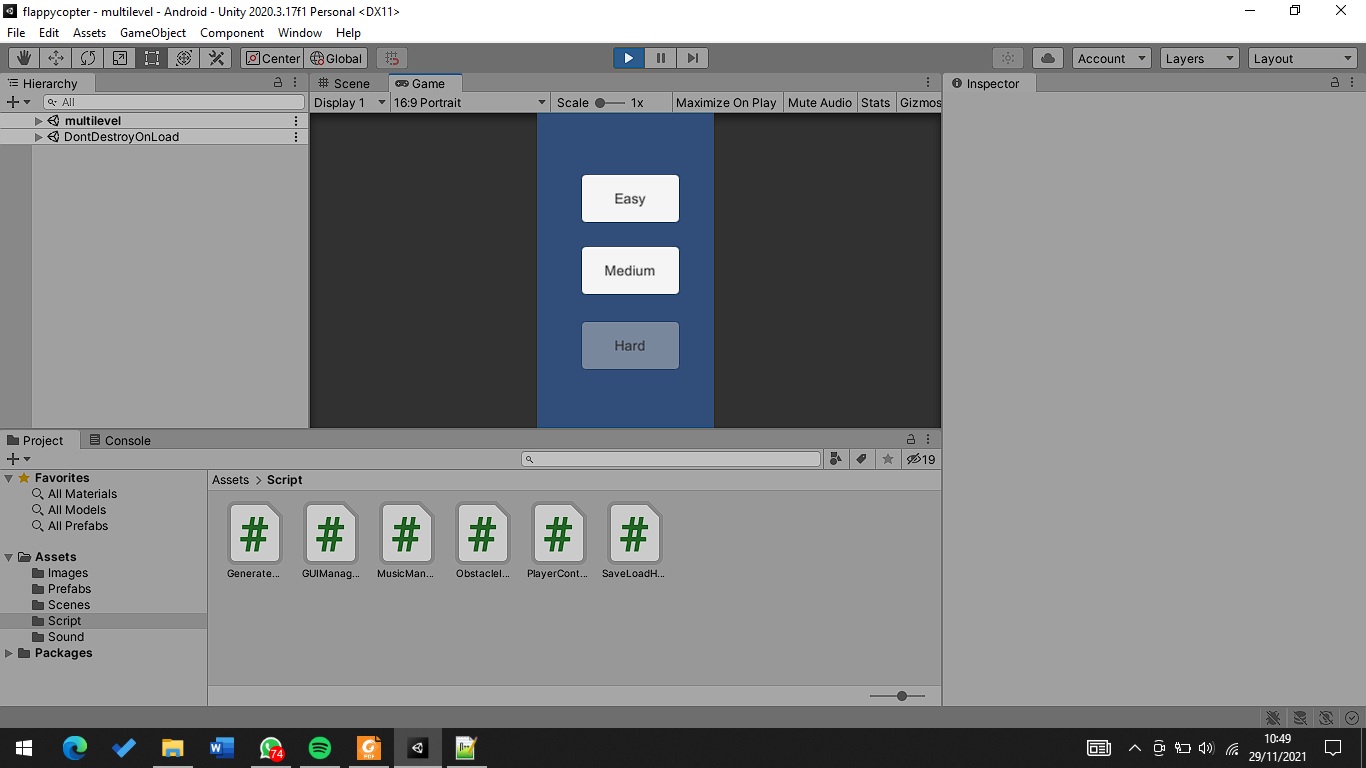 flappycopter - multilevel - Android - Unity 2020.3.17f1 Personal <DX11>
File Edit Assets GameObject Component Window Help
Center Global Account Layers Layout
Hierarchy Scene Game Inspector
All Display 1 16:9 Portrait Scale 1x Maximize On Play Mute Audio Stats Gizmos
multilevel
DontDestroyOnLoad
Easy
Medium
Hard
Project Console
19
Favorites
All Materials
All Models
All Prefabs
Assets
Images
Prefabs
Scenes
Script
Sound
Packages
Assets > Script
# # # # # #
Generate... GUIManag... MusicMan... ObstacleI... PlayerCont... SaveLoadH...
74
PDF
10:49
29/11/2021